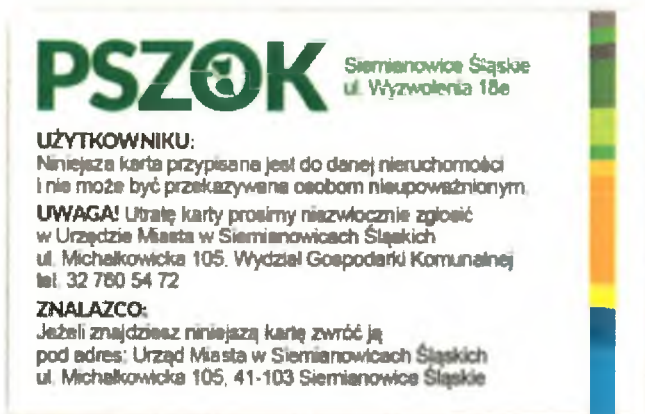 PSZOK
Siemianowice Śląskie
ul. Wyzwolenia 18e
UŻYTKOWNIKU:
Niniejsza karta przypisana jest do danej nieruchomości
i nie może być przekazywana osobom nieupoważnionym
UWAGA! Utratę karty prosimy niezwłocznie zgłosić
w Urzędzie Miasta w Siemianowicach Śląskich
ul. Michałkowicka 105. Wydział Gospodarki Komunalnej
tel. 32 760 54 72
ZNALAZCO:
Jeżeli znajdziesz niniejszą kartę zwróć ją
pod adres: Urząd Miasta w Siemianowicach Śląskich
ul. Michałkowicka 105, 41-103 Siemianowice Śląskie